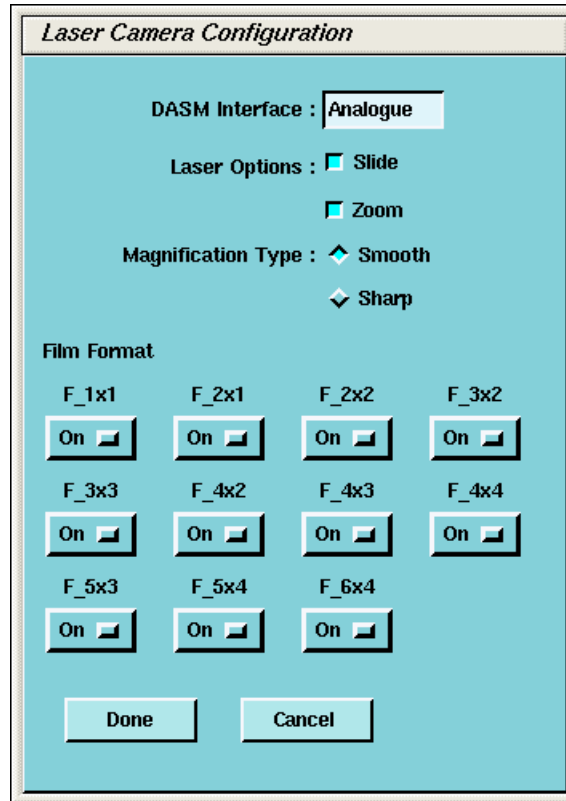 Laser Camera Configuration
DASM Interface : Analogue
Laser Options : Slide
Zoom
Magnification Type : Smooth
Sharp
Film Format
F_1x1 F_2x1 F_2x2 F_3x2
On On On On
F_3x3 F_4x2 F_4x3 F_4x4
On On On On
F_5x3 F_5x4 F_6x4
On On On
Done Cancel